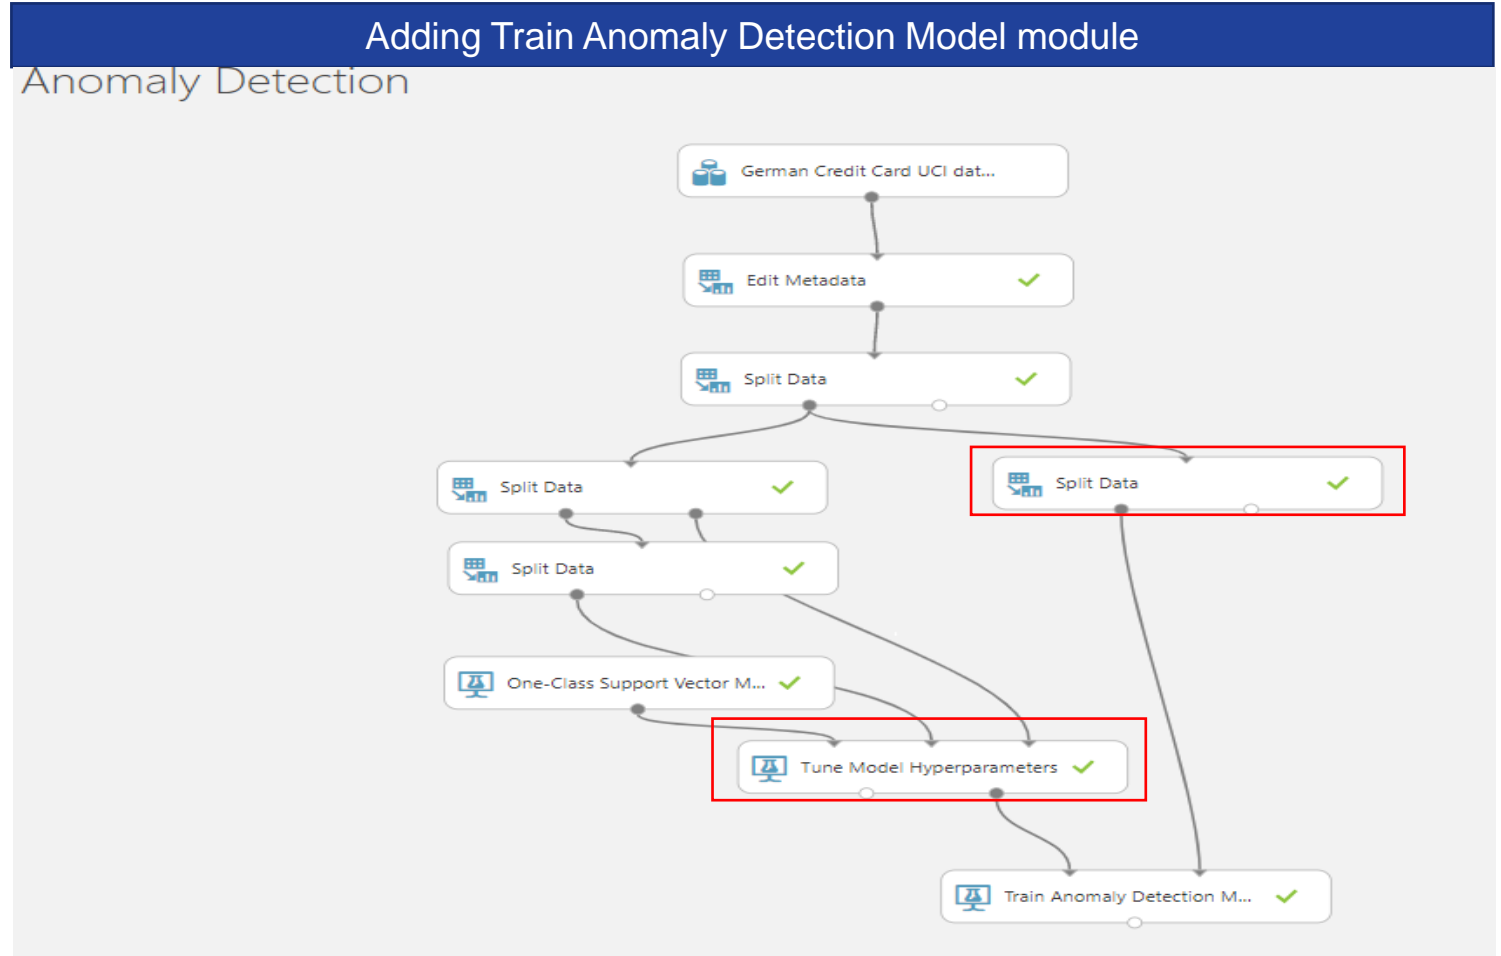 Adding Train Anomaly Detection Model module
Anomaly Detection
German Credit Card UCI dat...
Edit Metadata
Split Data
Split Data
Split Data
Split Data
One-Class Support Vector M...
Tune Model Hyperparameters
Train Anomaly Detection M...